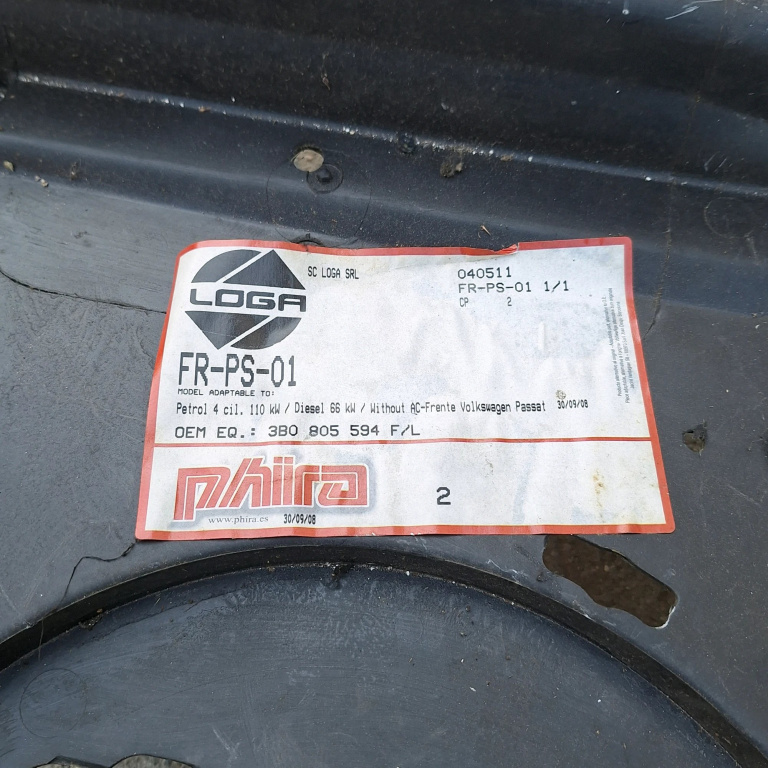 LOGA
SC LOGA SRL
040511
FR-PS-01 1/1
CP 2
FR-PS-01
MODEL ADAPTABLE TO:
Petrol 4 cil. 110 kW / Diesel 66 kW / Without AC-Frente Volkswagen Passat 30/09/08
OEM EQ.: 3B0 805 594 F/L
phira
www.phira.es 30/09/08
2